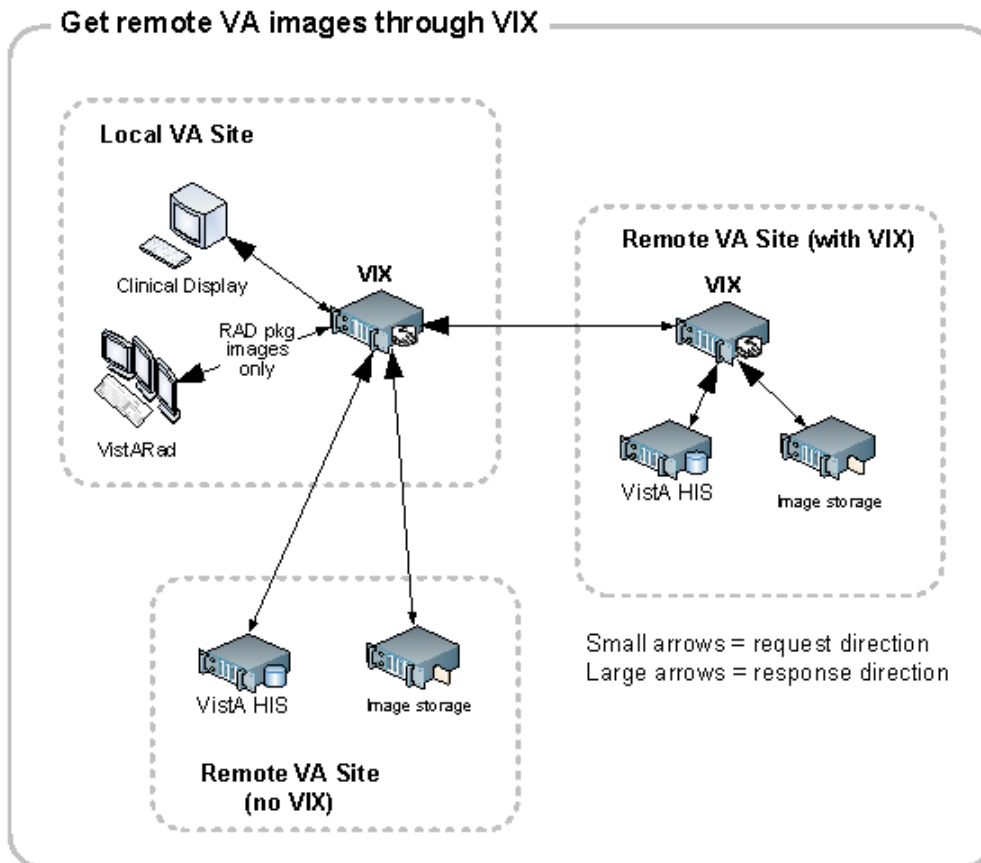 Get remote VA images through VIX
Local VA Site
Clinical Display
VIX
RAD pkg
images
only
VistARad
Remote VA Site (with VIX)
VIX
VistA HIS
Image storage
VistA HIS
Image storage
Remote VA Site
(no VIX)
Small arrows = request direction
Large arrows = response direction